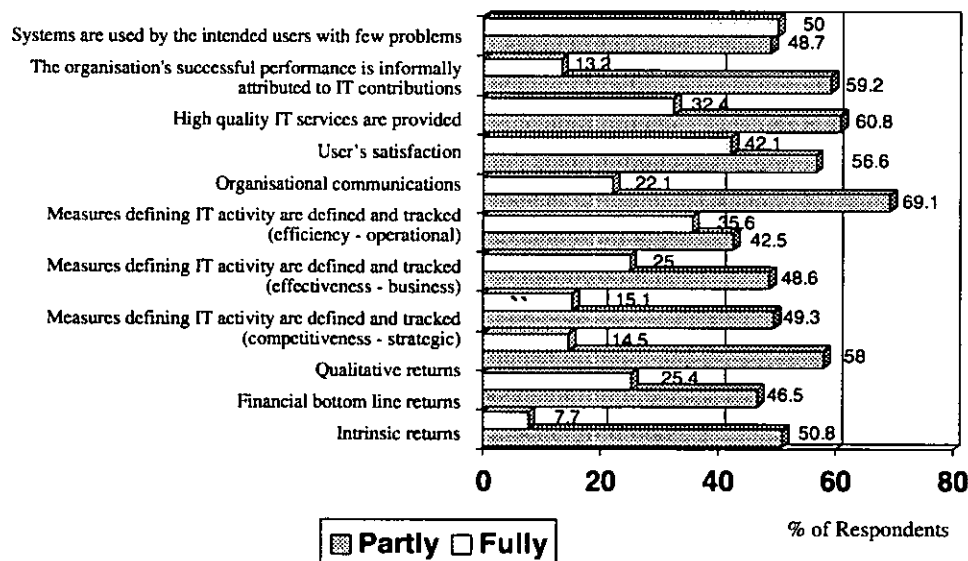 Systems are used by the intended users with few problems
50
48.7
The organisation's successful performance is informally
attributed to IT contributions
13.2
59.2
High quality IT services are provided
32.4
60.8
User's satisfaction
42.1
56.6
Organisational communications
22.1
69.1
Measures defining IT activity are defined and tracked
(efficiency - operational)
35.6
42.5
Measures defining IT activity are defined and tracked
(effectiveness - business)
25
48.6
Measures defining IT activity are defined and tracked
(competitiveness - strategic)
15.1
49.3
Qualitative returns
14.5
58
Financial bottom line returns
25.4
46.5
Intrinsic returns
7.7
50.8
0 20 40 60 80
% of Respondents
Partly Fully